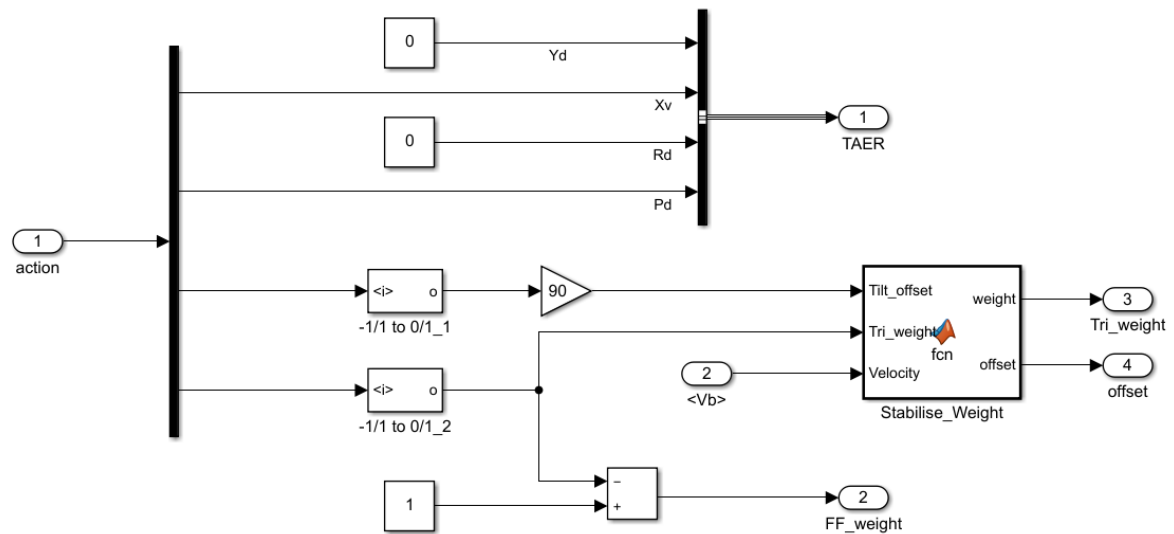 0
Yd
Xv
0
Rd
Pd
1
TAER
1
action
<i> o
-1/1 to 0/1_1
90
Tilt_offset
Tri_weight
Velocity
fcn
weight
offset
Stabilise_Weight
3
Tri_weight
4
offset
2
<Vb>
<i> o
-1/1 to 0/1_2
1
−
+
2
FF_weight